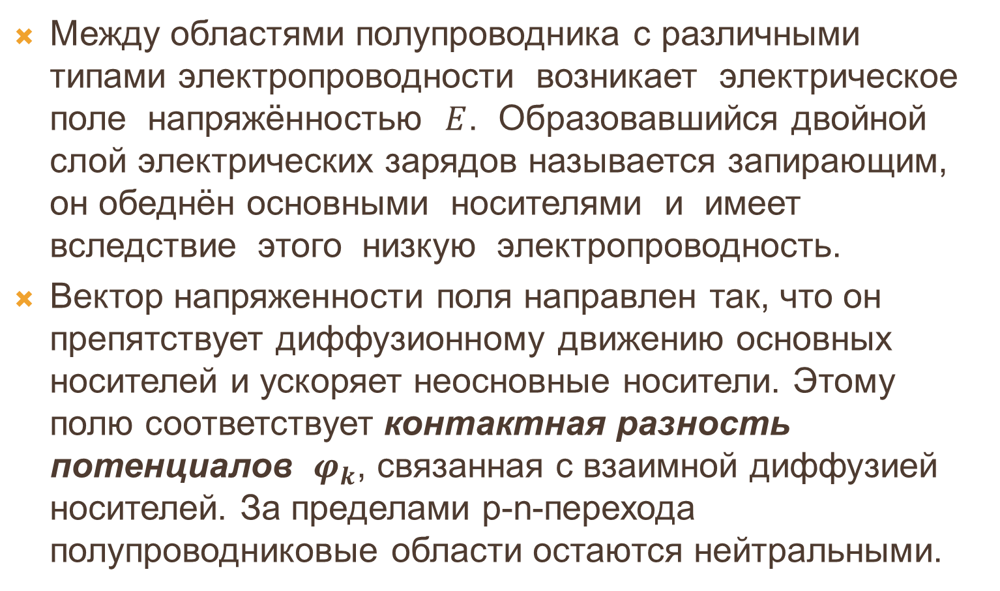 Между областями полупроводника с различными
типами электропроводности возникает электрическое
поле напряжённостью E. Образовавшийся двойной
слой электрических зарядов называется запирающим,
он обеднён основными носителями и имеет
вследствие этого низкую электропроводность.
Вектор напряженности поля направлен так, что он
препятствует диффузионному движению основных
носителей и ускоряет неосновные носители. Этому
полю соответствует контактная разность
потенциалов φₖ, связанная с взаимной диффузией
носителей. За пределами p-n-перехода
полупроводниковые области остаются нейтральными.